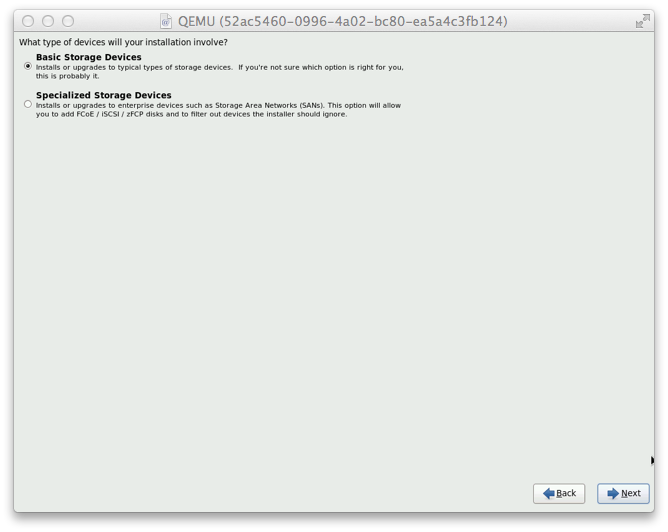 QEMU (52ac5460-0996-4a02-bc80-ea5a4c3fb124)
What type of devices will your installation involve?
Basic Storage Devices
Installs or upgrades to typical types of storage devices.  If you're not sure which option is right for you,
this is probably it.
Specialized Storage Devices
Installs or upgrades to enterprise devices such as Storage Area Networks (SANs). This option will allow
you to add FCoE / iSCSI / zFCP disks and to filter out devices the installer should ignore.
Back
Next